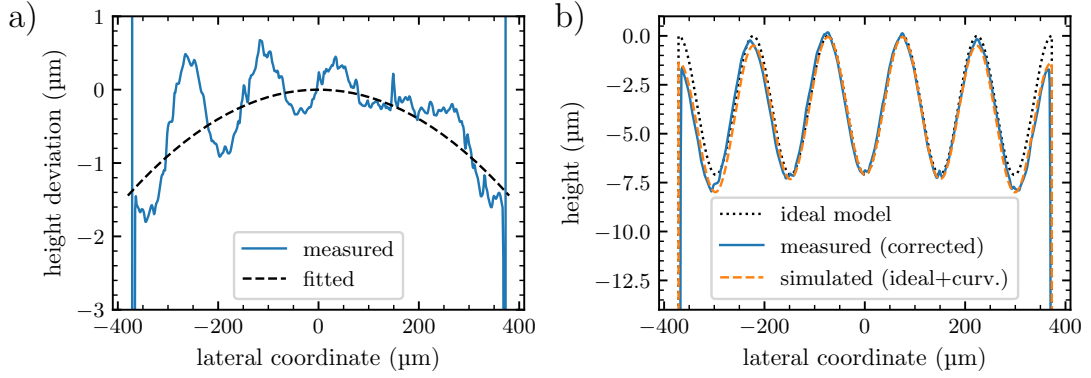 a)
1
0
−1
−2
−3
height deviation (µm)
measured
fitted
−400
−200
0
200
400
lateral coordinate (µm)
b)
0.0
−2.5
−5.0
−7.5
−10.0
−12.5
height (µm)
ideal model
measured (corrected)
simulated (ideal+curv.)
−400
−200
0
200
400
lateral coordinate (µm)